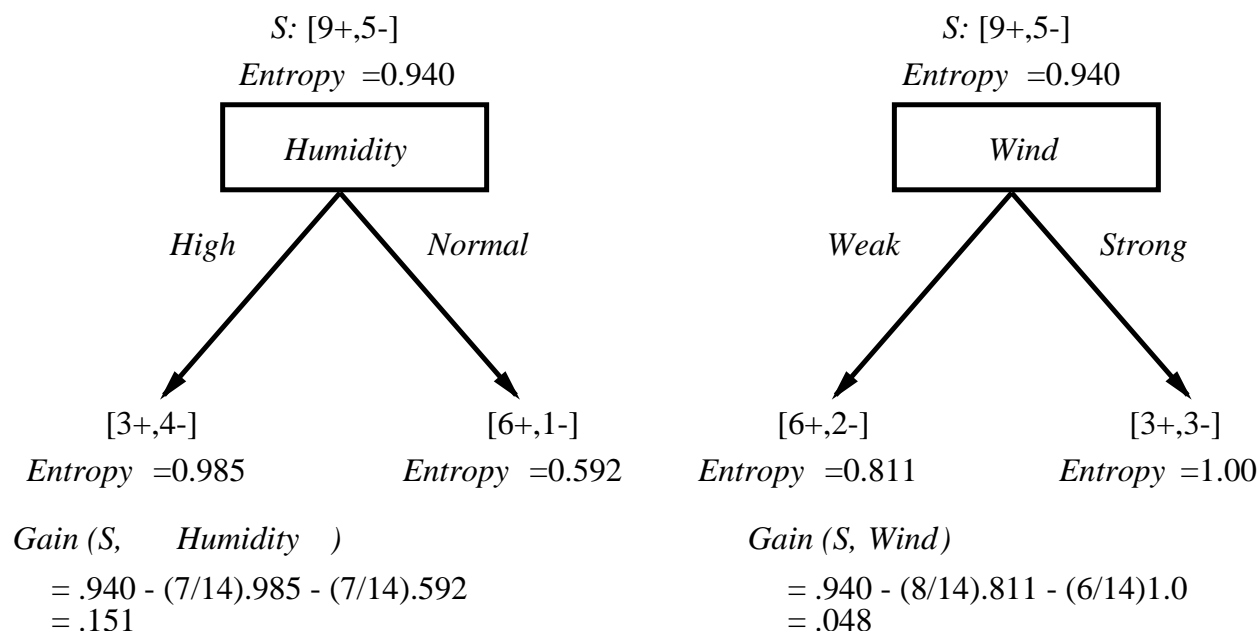 S: [9+,5-]
Entropy =0.940
Humidity
High
Normal
[3+,4-]
Entropy =0.985
[6+,1-]
Entropy =0.592
Gain (S, Humidity )
= .940 - (7/14).985 - (7/14).592
= .151
S: [9+,5-]
Entropy =0.940
Wind
Weak
Strong
[6+,2-]
Entropy =0.811
[3+,3-]
Entropy =1.00
Gain (S, Wind)
= .940 - (8/14).811 - (6/14)1.0
= .048